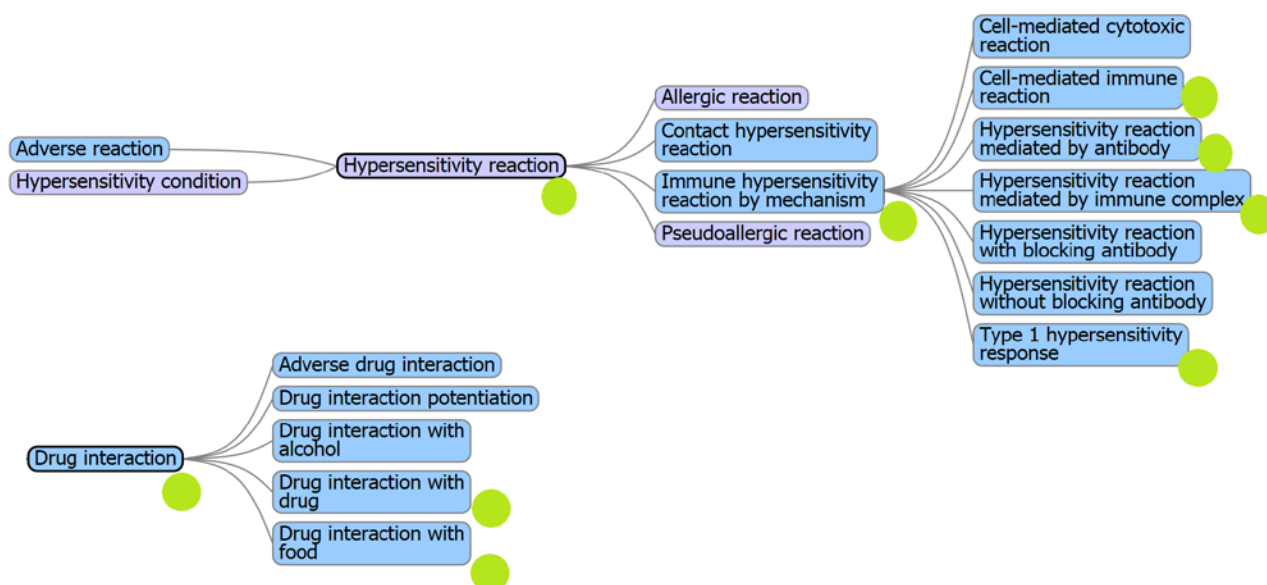 Adverse reaction
Hypersensitivity condition
Hypersensitivity reaction
Allergic reaction
Contact hypersensitivity
reaction
Immune hypersensitivity
reaction by mechanism
Pseudoallergic reaction
Cell-mediated cytotoxic
reaction
Cell-mediated immune
reaction
Hypersensitivity reaction
mediated by antibody
Hypersensitivity reaction
mediated by immune complex
Hypersensitivity reaction
with blocking antibody
Hypersensitivity reaction
without blocking antibody
Type 1 hypersensitivity
response
Drug interaction
Adverse drug interaction
Drug interaction potentiation
Drug interaction with
alcohol
Drug interaction with
drug
Drug interaction with
food